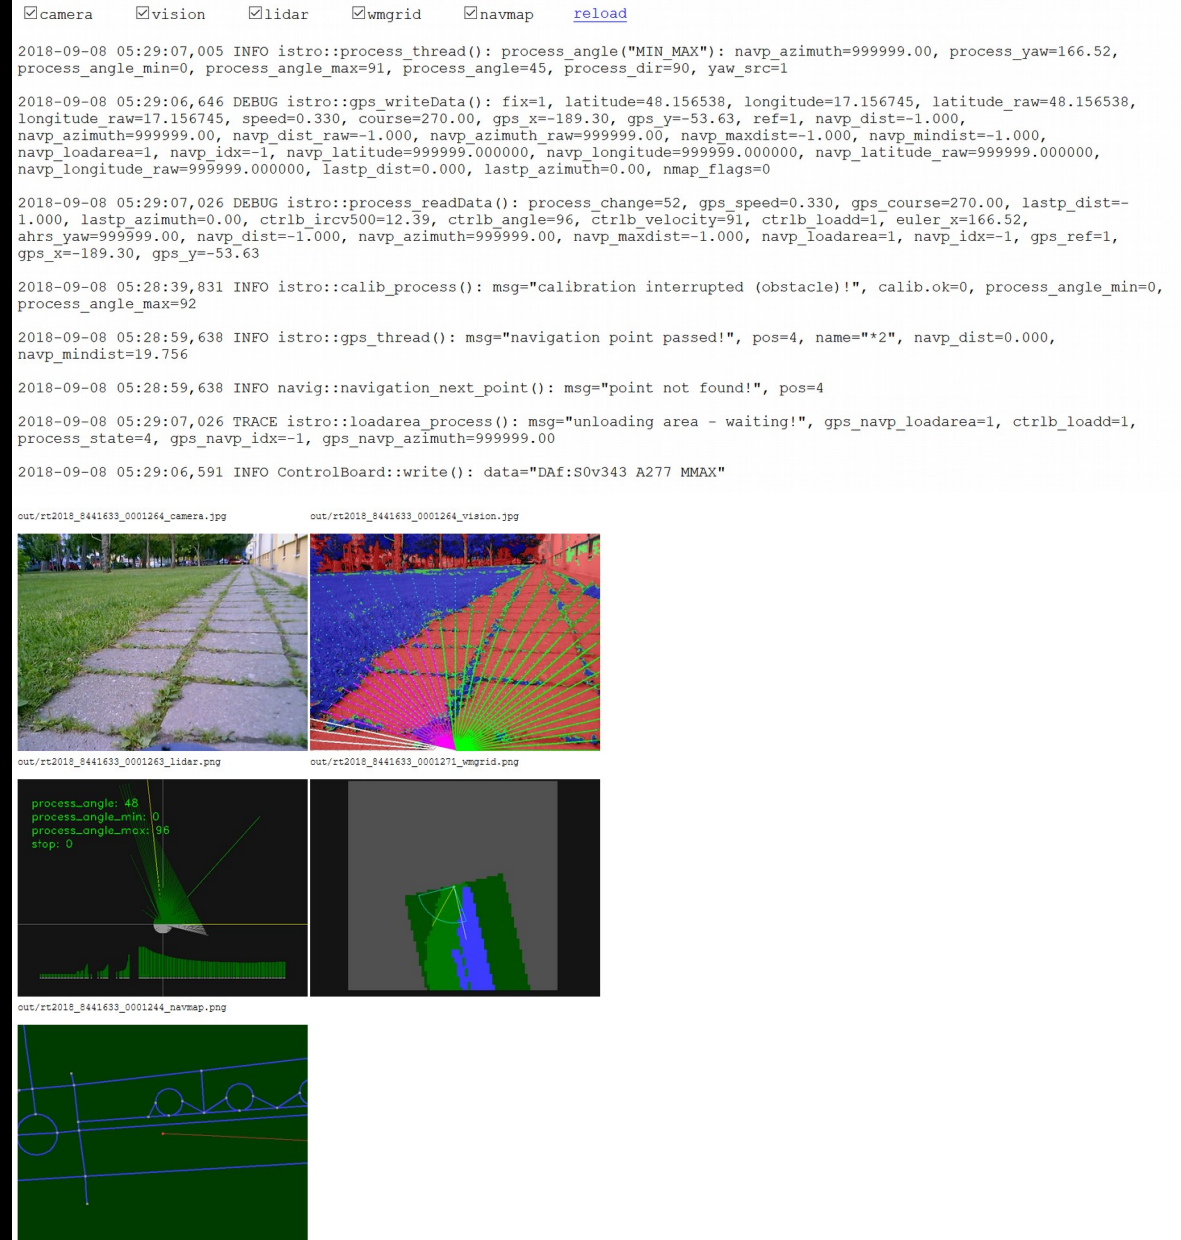 camera vision lidar wmgrid navmap reload
2018-09-08 05:29:07,005 INFO istro::process_thread(): process_angle("MIN_MAX"): navp_azimuth=999999.00, process_yaw=166.52,
process_angle_min=0, process_angle_max=91, process_angle=45, process_dir=90, yaw_src=1
2018-09-08 05:29:06,646 DEBUG istro::gps_writeData(): fix=1, latitude=48.156538, longitude=17.156745, latitude_raw=48.156538,
longitude_raw=17.156745, speed=0.330, course=270.00, gps_x=-189.30, gps_y=-53.63, ref=1, navp_dist=-1.000,
navp_azimuth=999999.00, navp_dist_raw=-1.000, navp_azimuth_raw=999999.00, navp_maxdist=-1.000, navp_mindist=-1.000,
navp_loadarea=1, navp_idx=-1, navp_latitude=999999.000000, navp_longitude=999999.000000, navp_latitude_raw=999999.000000,
navp_longitude_raw=999999.000000, lastp_dist=0.000, lastp_azimuth=0.00, nmap_flags=0
2018-09-08 05:29:07,026 DEBUG istro::process_readData(): process_change=52, gps_speed=0.330, gps_course=270.00, lastp_dist=-
1.000, lastp_azimuth=0.00, ctrlb_ircv500=12.39, ctrlb_angle=96, ctrlb_velocity=91, ctrlb_loadd=1, euler_x=166.52,
ahrs_yaw=999999.00, navp_dist=-1.000, navp_azimuth=999999.00, navp_maxdist=-1.000, navp_loadarea=1, navp_idx=-1, gps_ref=1,
gps_x=-189.30, gps_y=-53.63
2018-09-08 05:28:39,831 INFO istro::calib_process(): msg="calibration interrupted (obstacle)!", calib.ok=0, process_angle_min=0,
process_angle_max=92
2018-09-08 05:28:59,638 INFO istro::gps_thread(): msg="navigation point passed!", pos=4, name="*2", navp_dist=0.000,
navp_mindist=19.756
2018-09-08 05:28:59,638 INFO navig::navigation_next_point(): msg="point not found!", pos=4
2018-09-08 05:29:07,026 TRACE istro::loadarea_process(): msg="unloading area - waiting!", gps_navp_loadarea=1, ctrlb_loadd=1,
process_state=4, gps_navp_idx=-1, gps_navp_azimuth=999999.00
2018-09-08 05:29:06,591 INFO ControlBoard::write(): data="DAf:S0v343 A277 MMAX"
out/rt2018_8441633_0001264_camera.jpg out/rt2018_8441633_0001264_vision.jpg
out/rt2018_8441633_0001263_lidar.png out/rt2018_8441633_0001271_wmgrid.png
process_angle: 48
process_angle_min: 0
process_angle_max: 96
stop: 0
out/rt2018_8441633_0001244_navmap.png